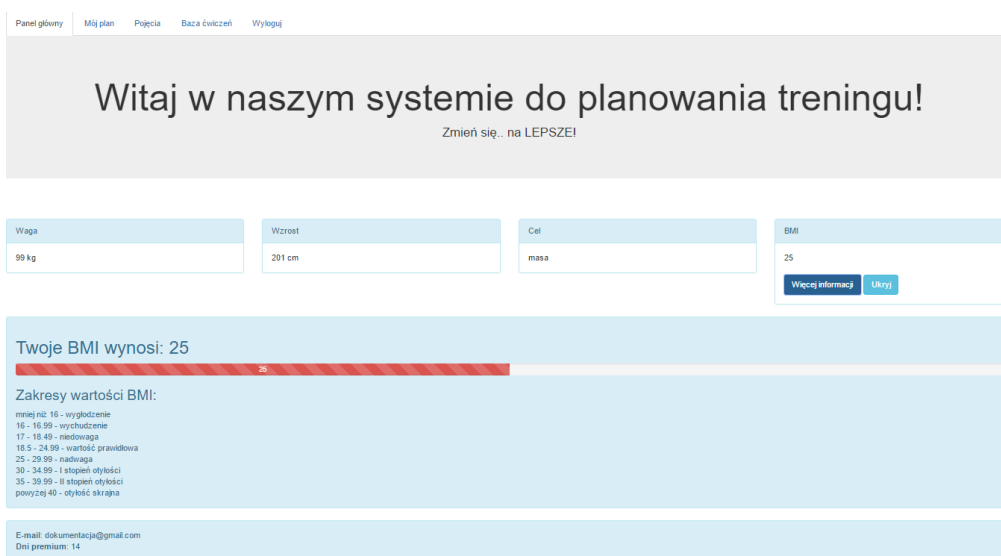 Panel główny Mój plan Pojęcia Baza ćwiczeń Wyloguj
Witaj w naszym systemie do planowania treningu!
Zmień się.. na LEPSZE!
Waga
99 kg
Wzrost
201 cm
Cel
masa
BMI
25
Więcej informacji Ukryj
Twoje BMI wynosi: 25
25
Zakresy wartości BMI:
mniej niż 16 - wygłodzenie
16 - 16.99 - wychudzenie
17 - 18.49 - niedowaga
18.5 - 24.99 - wartość prawidłowa
25 - 29.99 - nadwaga
30 - 34.99 - I stopień otyłości
35 - 39.99 - II stopień otyłości
powyżej 40 - otyłość skrajna
E-mail: dokumentacja@gmail.com
Dni premium: 14